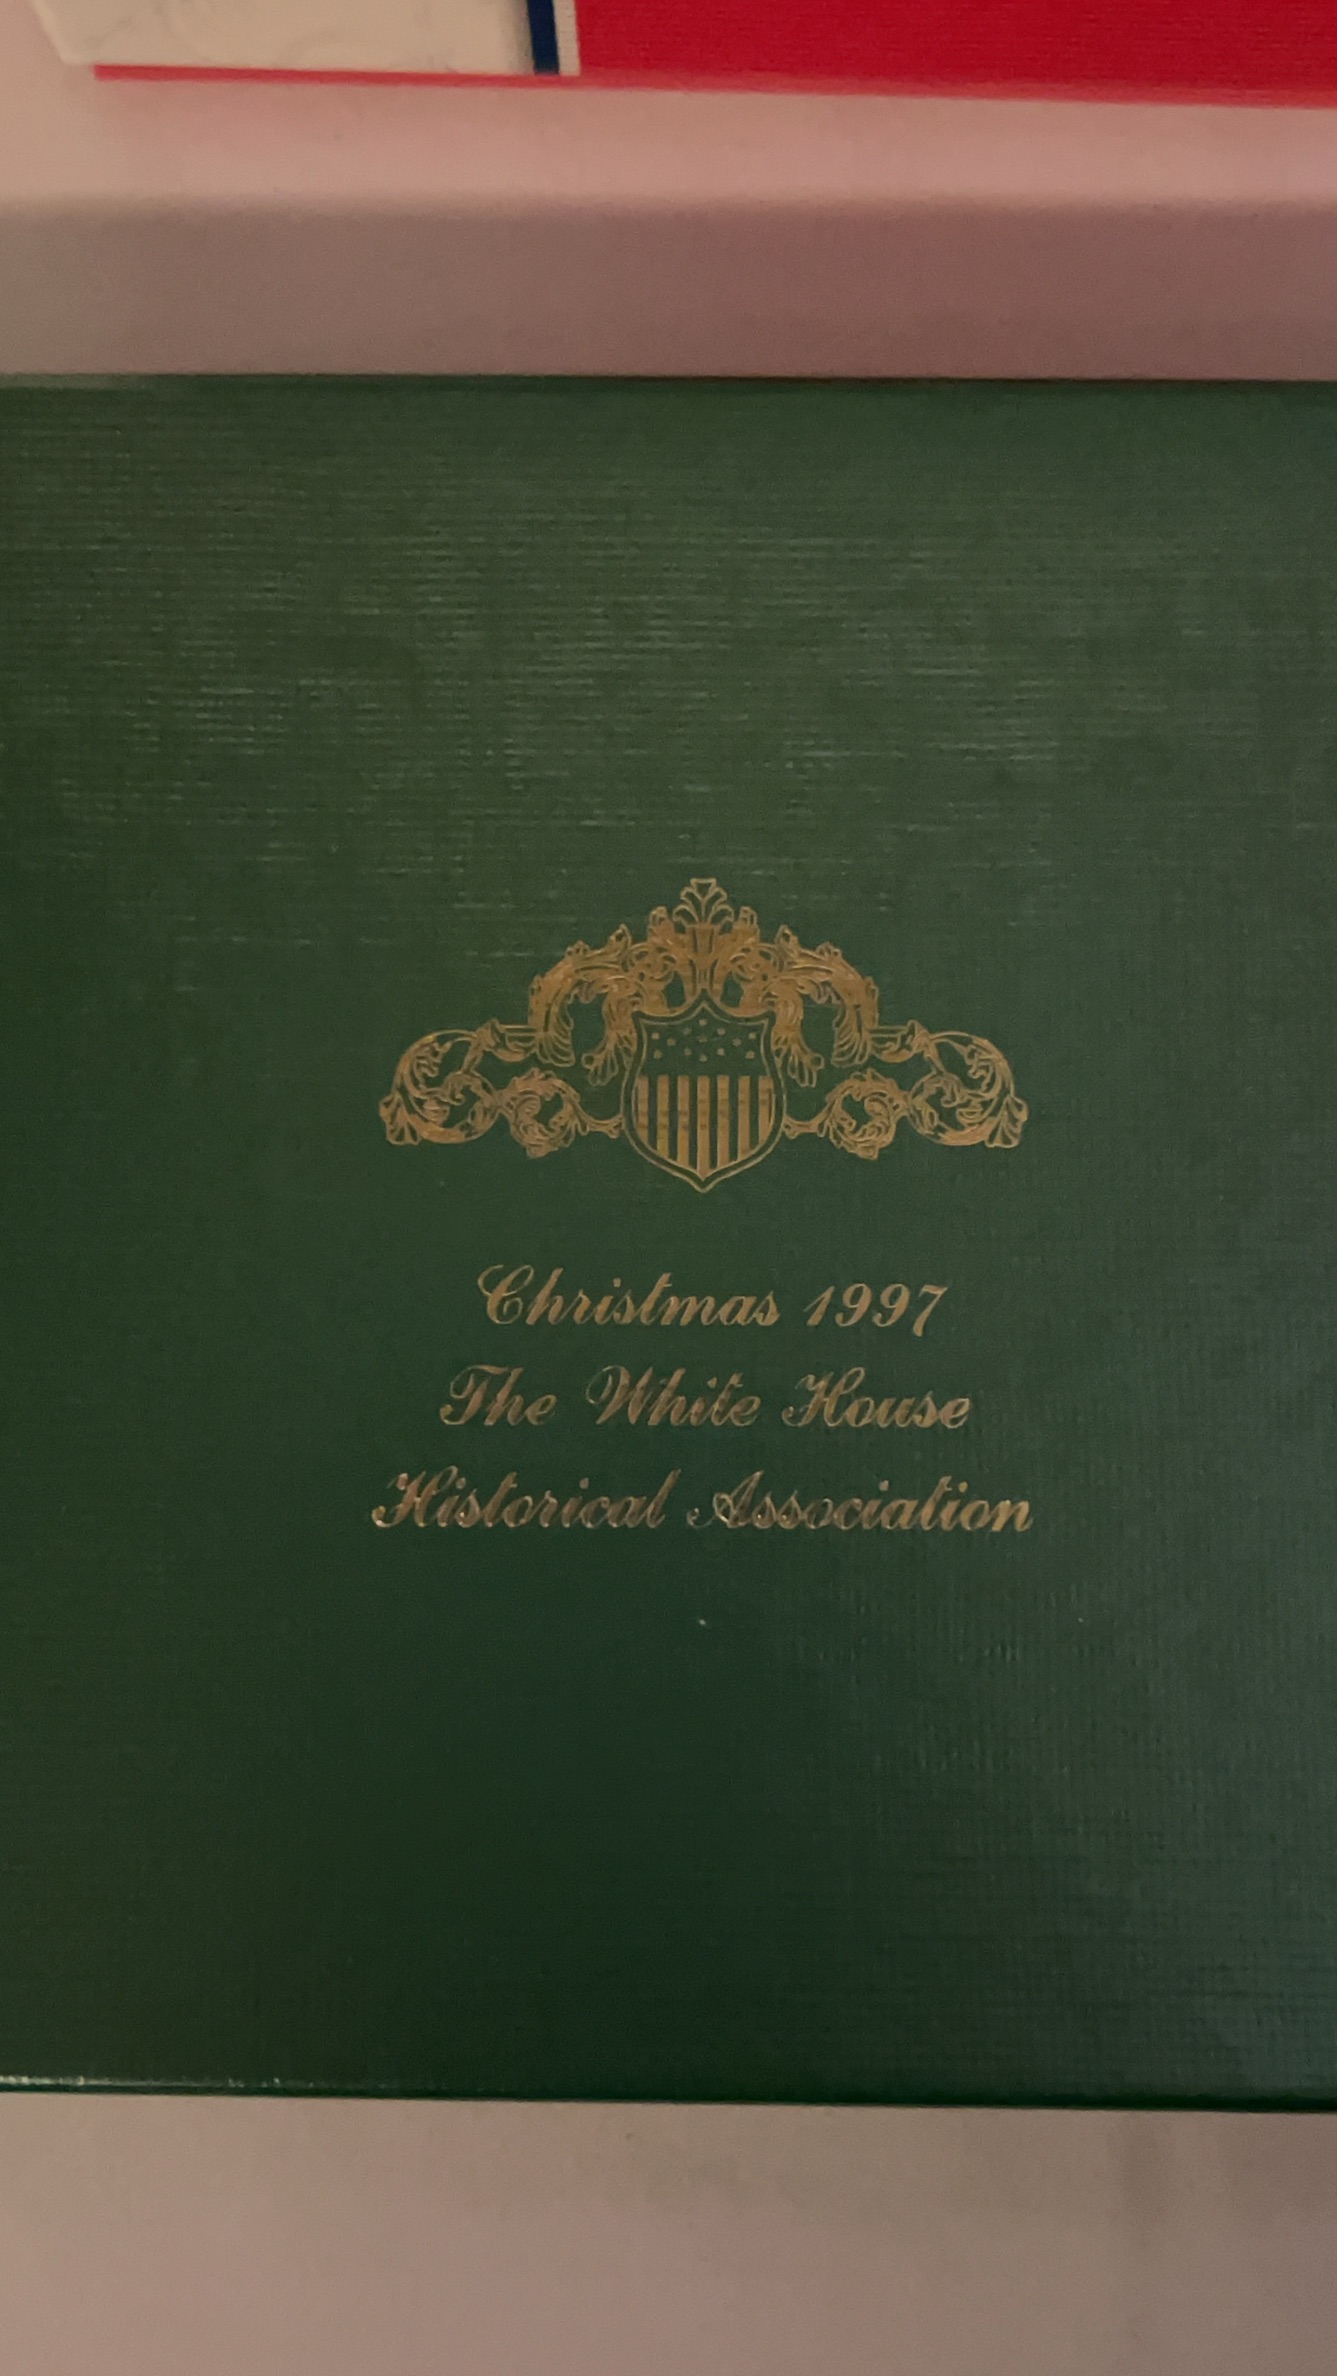 Christmas 1997
The White House
Historical Association